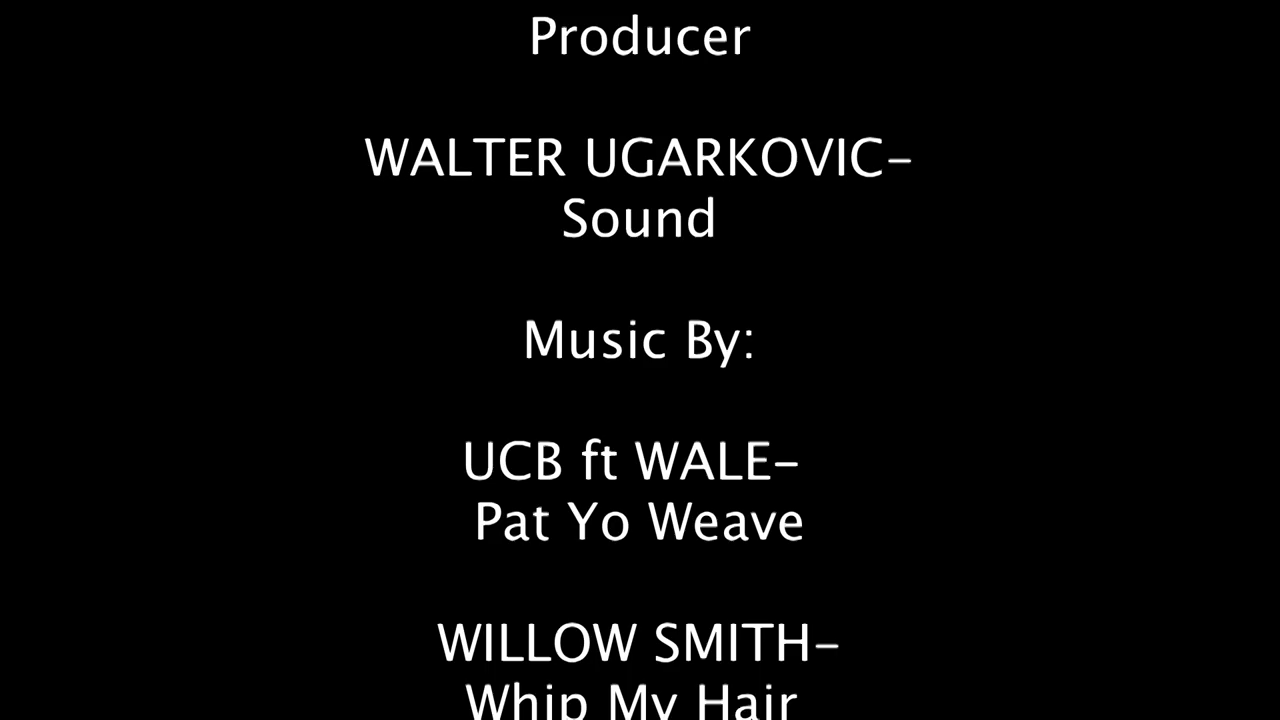 Producer
WALTER UGARKOVIC-
Sound
Music By:
UCB ft WALE-
Pat Yo Weave
WILLOW SMITH-
Whip My Hair